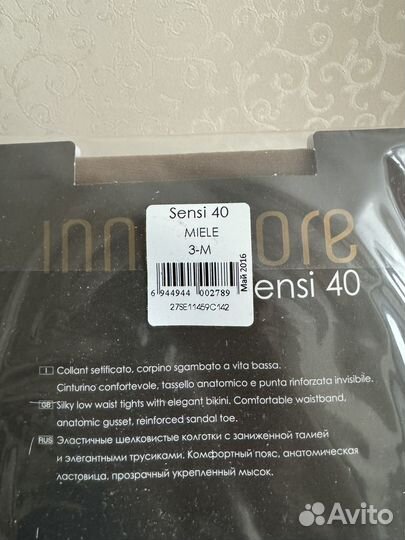 Sensi 40
MIELE
3-M
6 944944 002789
Май 2016
27SE11459C142
ore
ensi 40
I Collant setificato, corpino sgambato a vita bassa.
Cinturino confortevole, tassello anatomico e punta rinforzata invisibile.
GB Silky low waist tights with elegant bikini. Comfortable waistband,
anatomic gusset, reinforced sandal toe.
RUS Эластичные шелковистые колготки с заниженной талией
и элегантными трусиками. Комфортный пояс, анатомическая
ластовица, прозрачный укрепленный мысок.
Avito